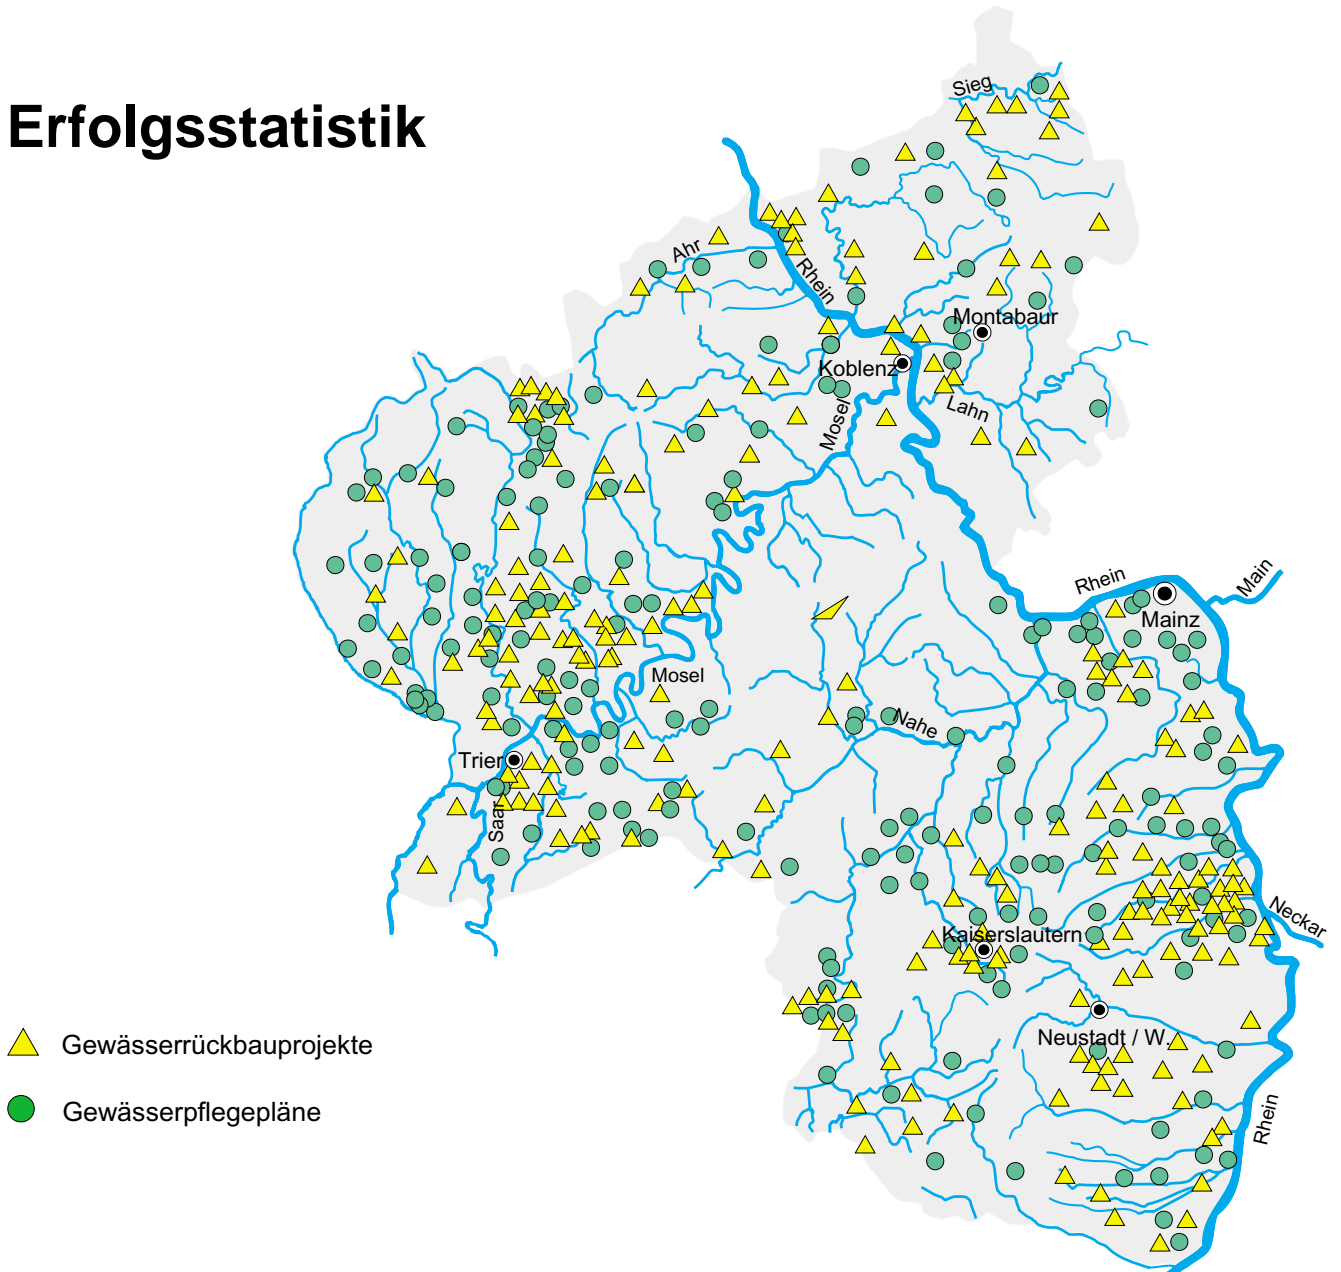 Sieg
Erfolgsstatistik
Ahr
Rhein
Montabaur
Koblenz
Mosel
Lahn
Rhein
Main
Mainz
Mosel
Nahe
Trier
Saar
Neckar
Kaiserslautern
Neustadt / W.
Gewässerrückbauprojekte
Gewässerpflegepläne
Rhein